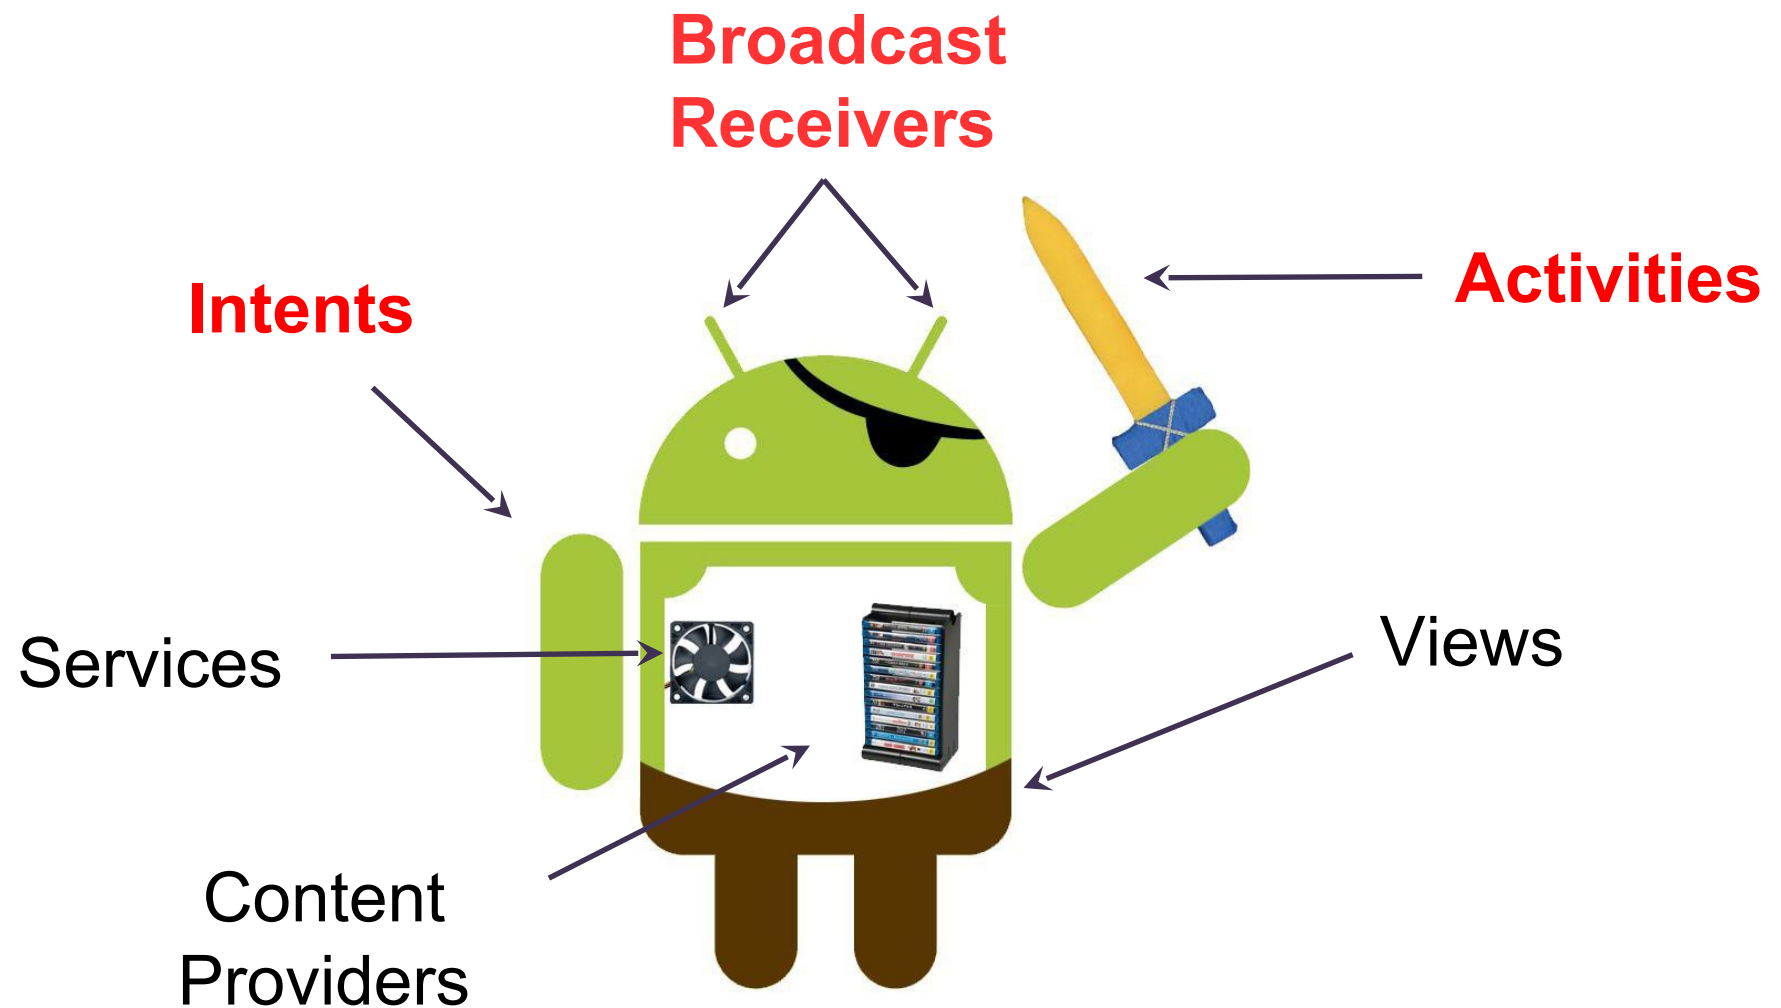 Broadcast
Receivers
Activities
Intents
Services
Views
Content
Providers